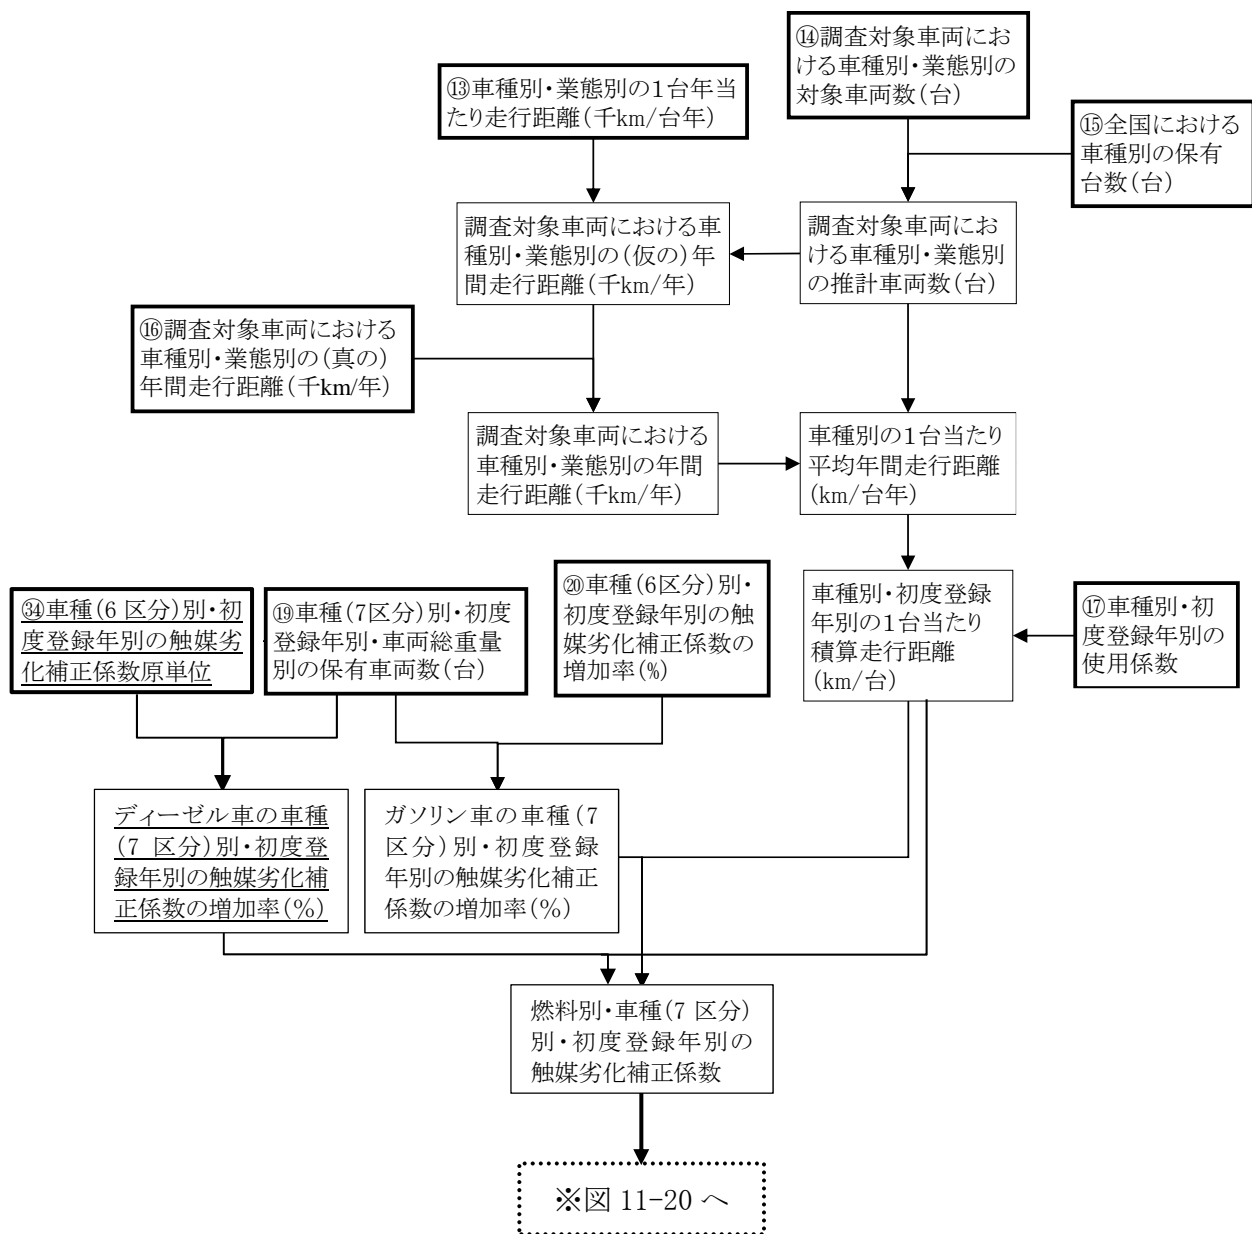 ⑭調査対象車両にお
ける車種別・業態別の
対象車両数(台)
⑬車種別・業態別の1台年当
たり走行距離(千km/台年)
⑮全国における
車種別の保有
台数(台)
調査対象車両における車
種別・業態別の(仮の)年
間走行距離(千km/年)
調査対象車両にお
ける車種別・業態別
の推計車両数(台)
⑯調査対象車両における
車種別・業態別の(真の)
年間走行距離(千km/年)
調査対象車両における
車種別・業態別の年間
走行距離(千km/年)
車種別の1台当たり
平均年間走行距離
(km/台年)
㉞車種(6 区分)別・初
度登録年別の触媒劣
化補正係数原単位
⑲車種(7区分)別・初度
登録年別・車両総重量
別の保有車両数(台)
⑳車種(6区分)別・
初度登録年別の触
媒劣化補正係数の
増加率(%)
車種別・初度登録
年別の1台当たり
積算走行距離
(km/台)
⑰車種別・初
度登録年別の
使用係数
ディーゼル車の車種
(7 区分)別・初度登
録年別の触媒劣化補
正係数の増加率(%)
ガソリン車の車種(7
区分)別・初度登録
年別の触媒劣化補正
係数の増加率(%)
燃料別・車種(7 区分)
別・初度登録年別の
触媒劣化補正係数
※図 11-20 へ